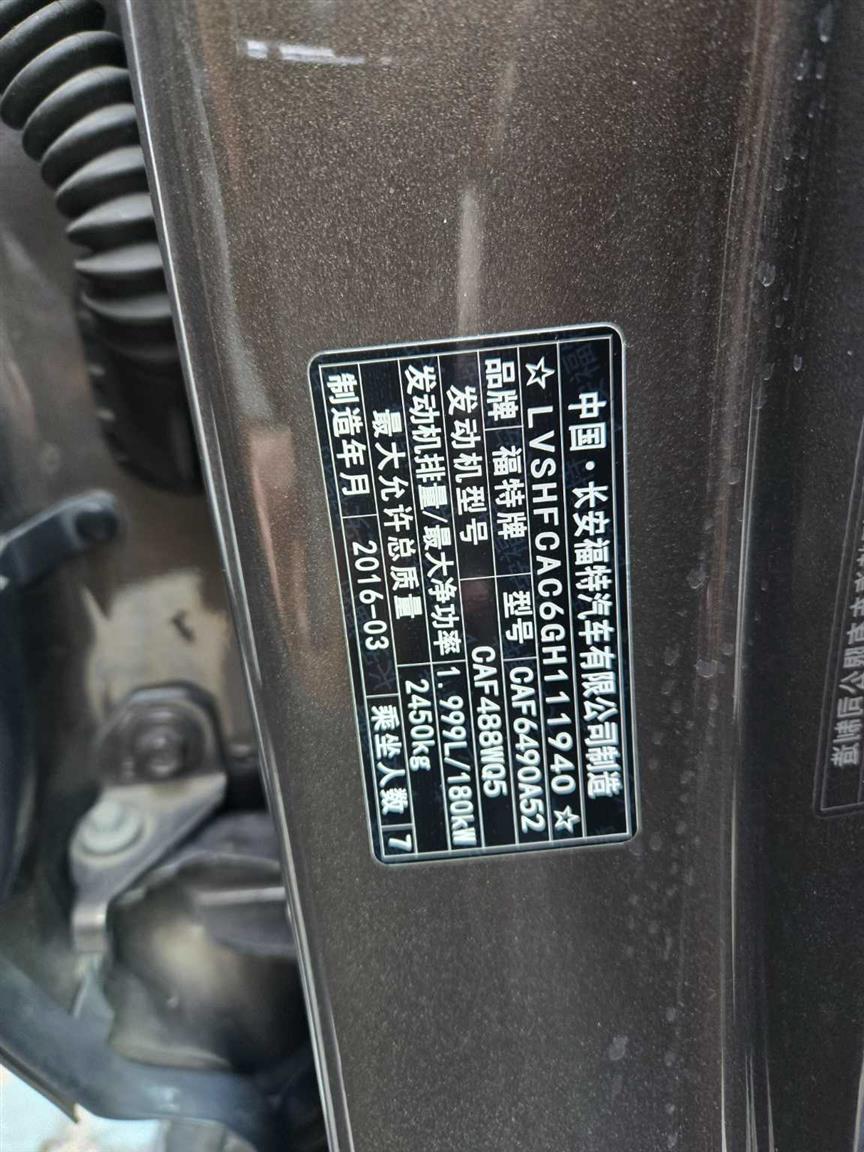 中国·长安福特汽车有限公司制造
☆LVSHFCAC6GH111940☆
品牌 福特牌 型号 CAF6490A52
发动机型号 CAF488WQ5
发动机排量/最大净功率 1.999L/180kW
最大允许总质量 2450kg
制造年月 2016-03 乘坐人数 7